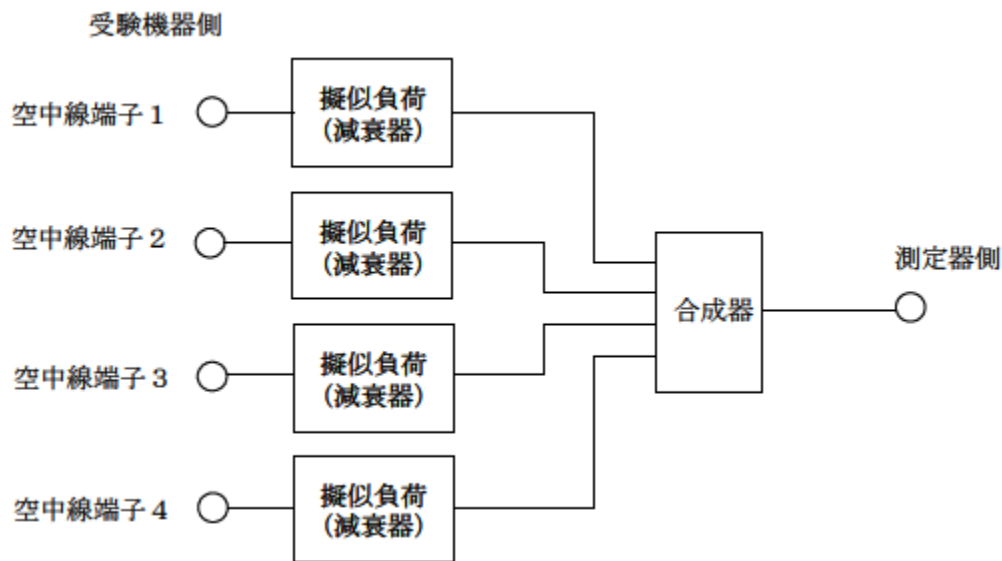 受験機器側
空中線端子1
擬似負荷
(減衰器)
空中線端子2
擬似負荷
(減衰器)
空中線端子3
擬似負荷
(減衰器)
空中線端子4
擬似負荷
(減衰器)
合成器
測定器側